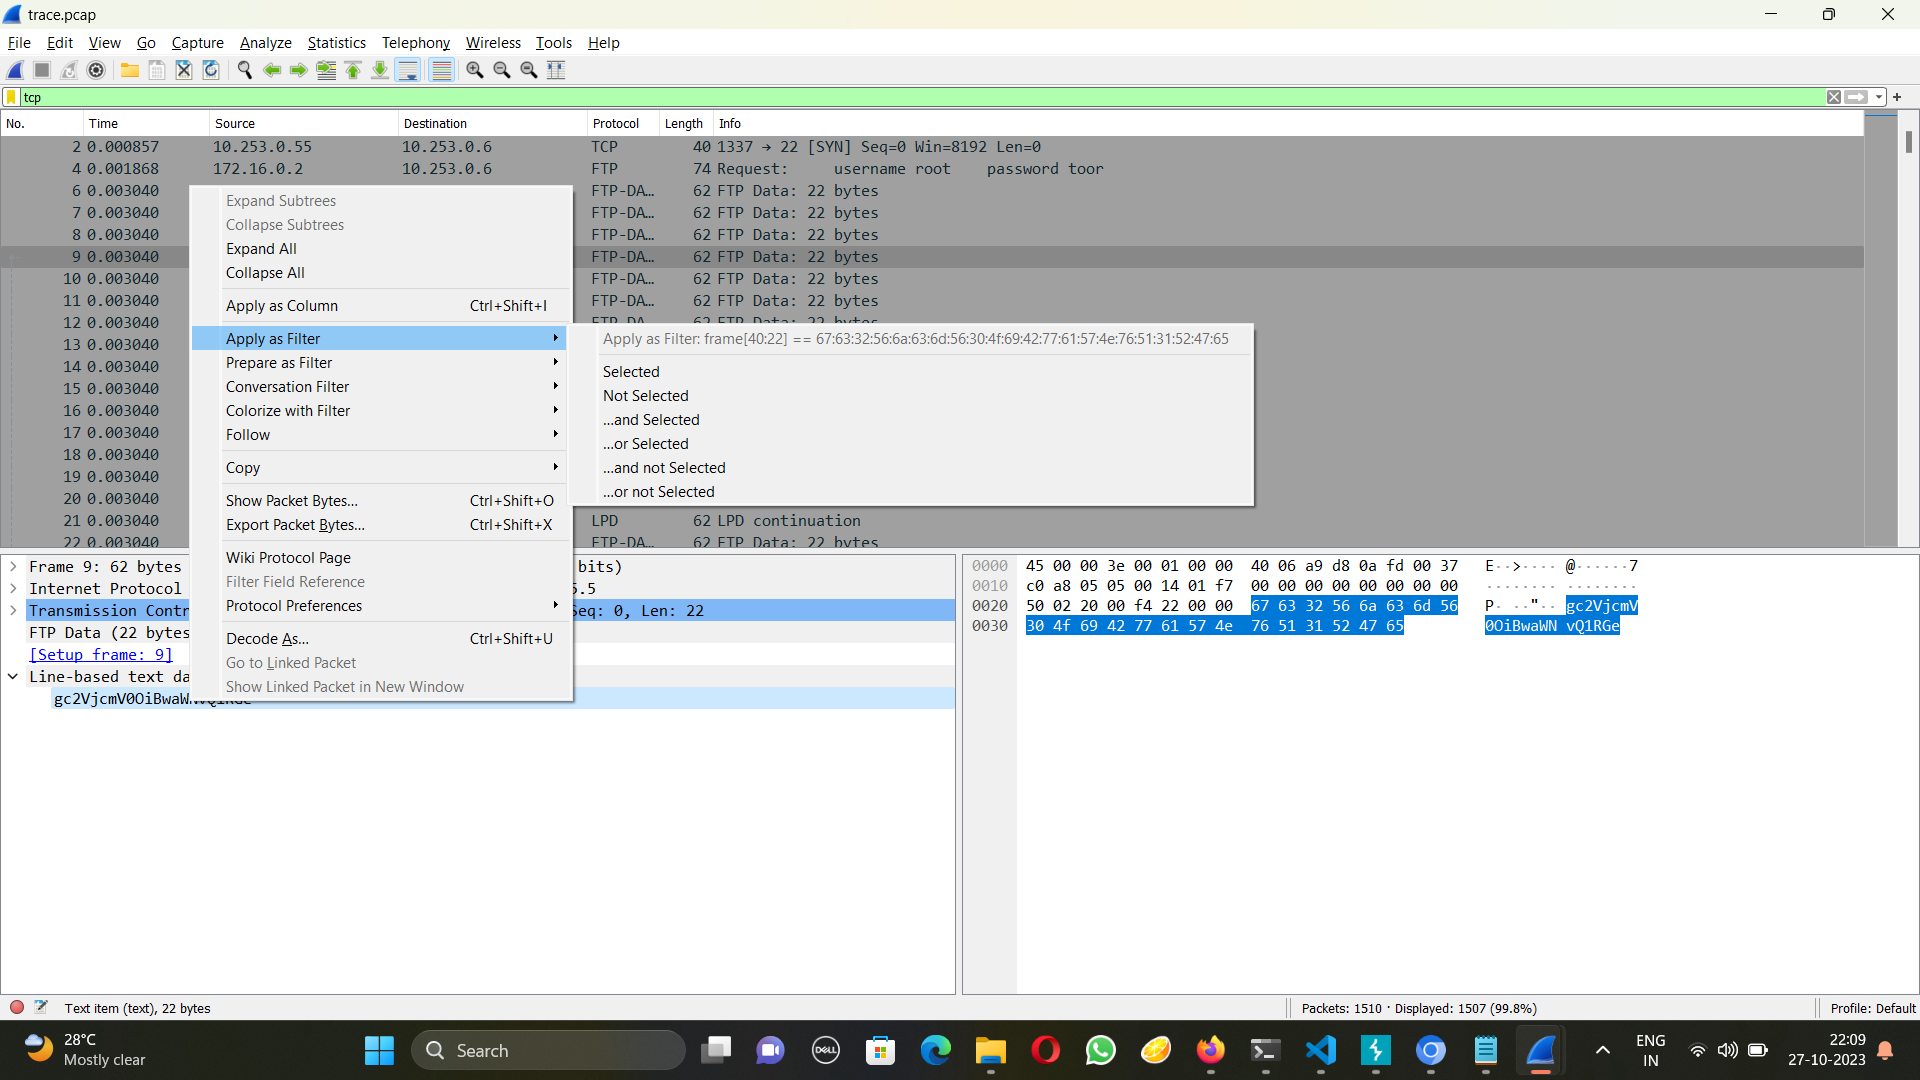 trace.pcap
File Edit View Go Capture Analyze Statistics Telephony Wireless Tools Help
tcp
No. Time Source Destination Protocol Length Info
2 0.000857 10.253.0.55 10.253.0.6 TCP 40 1337 → 22 [SYN] Seq=0 Win=8192 Len=0
4 0.001868 172.16.0.2 10.253.0.6 FTP 74 Request: username root password toor
6 0.003040 FTP-DA… 62 FTP Data: 22 bytes
7 0.003040 FTP-DA… 62 FTP Data: 22 bytes
8 0.003040 FTP-DA… 62 FTP Data: 22 bytes
9 0.003040 FTP-DA… 62 FTP Data: 22 bytes
10 0.003040 FTP-DA… 62 FTP Data: 22 bytes
11 0.003040 FTP-DA… 62 FTP Data: 22 bytes
12 0.003040 FTP-DA… 62 FTP Data: 22 bytes
13 0.003040
14 0.003040
15 0.003040
16 0.003040
17 0.003040
18 0.003040
19 0.003040
20 0.003040
21 0.003040 LPD 62 LPD continuation
22 0.003040 FTP-DA… 62 FTP Data: 22 bytes
Expand Subtrees
Collapse Subtrees
Expand All
Collapse All
Apply as Column Ctrl+Shift+I
Apply as Filter
Prepare as Filter
Conversation Filter
Colorize with Filter
Follow
Copy
Show Packet Bytes... Ctrl+Shift+O
Export Packet Bytes... Ctrl+Shift+X
Wiki Protocol Page
Filter Field Reference
Protocol Preferences
Decode As... Ctrl+Shift+U
Go to Linked Packet
Show Linked Packet in New Window
Apply as Filter: frame[40:22] == 67:63:32:56:6a:63:6d:56:30:4f:69:42:77:61:57:4e:76:51:31:52:47:65
Selected
Not Selected
...and Selected
...or Selected
...and not Selected
...or not Selected
Frame 9: 62 bytes bits)
Internet Protocol 5.5
Transmission Contr Seq: 0, Len: 22
FTP Data (22 bytes
[Setup frame: 9]
Line-based text da
gc2VjcmV0OiBwaWNvQ1RGe
0000 45 00 00 3e 00 01 00 00 40 06 a9 d8 0a fd 00 37 E··>···· @······7
0010 c0 a8 05 05 00 14 01 f7 00 00 00 00 00 00 00 00 ········ ········
0020 50 02 20 00 f4 22 00 00 67 63 32 56 6a 63 6d 56 P· ··"·· gc2VjcmV
0030 30 4f 69 42 77 61 57 4e 76 51 31 52 47 65 0OiBwaWN vQ1RGe
Text item (text), 22 bytes
Packets: 1510 · Displayed: 1507 (99.8%)
Profile: Default
28°C
Mostly clear
Search
DELL
ENG
IN
22:09
27-10-2023